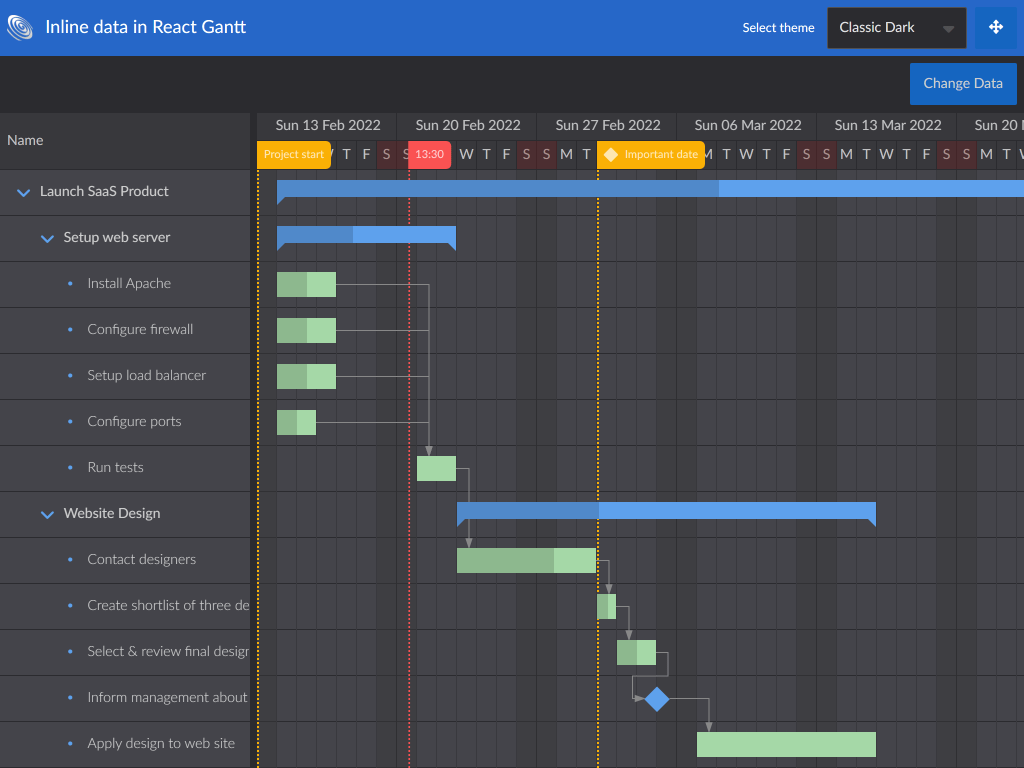 Inline data in React Gantt
Select theme
Classic Dark
Change Data
Name
Sun 13 Feb 2022 Sun 20 Feb 2022 Sun 27 Feb 2022 Sun 06 Mar 2022 Sun 13 Mar 2022 Sun 20
Project start T F S S 13:30 W T F S S M T Important date M T W T F S S M T W T F S S M T W
Launch SaaS Product
Setup web server
Install Apache
Configure firewall
Setup load balancer
Configure ports
Run tests
Website Design
Contact designers
Create shortlist of three de
Select & review final design
Inform management about
Apply design to web site